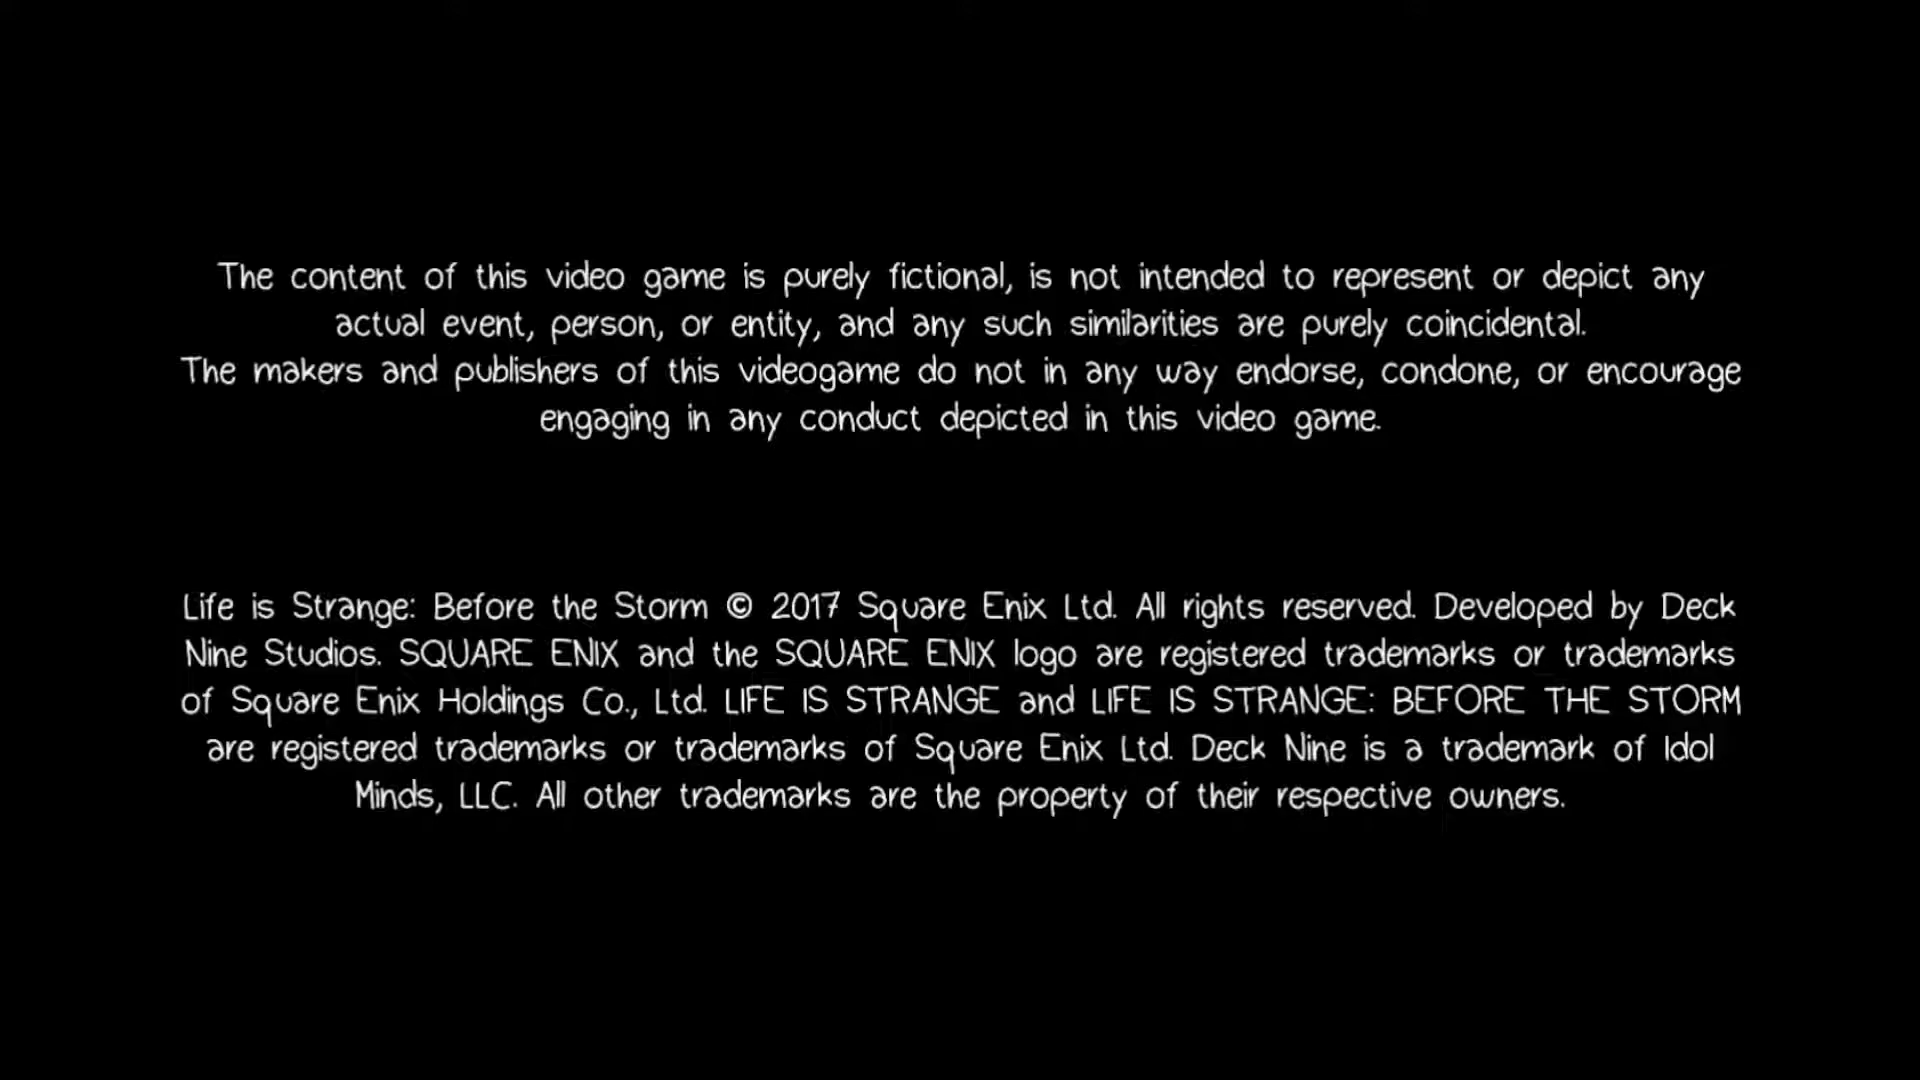 The content of this video game is purely fictional, is not intended to represent or depict any
actual event, person, or entity, and any such similarities are purely coincidental.
The makers and publishers of this videogame do not in any way endorse, condone, or encourage
engaging in any conduct depicted in this video game.
Life is Strange: Before the Storm © 2017 Square Enix Ltd. All rights reserved. Developed by Deck
Nine Studios. SQUARE ENIX and the SQUARE ENIX logo are registered trademarks or trademarks
of Square Enix Holdings Co., Ltd. LIFE IS STRANGE and LIFE IS STRANGE: BEFORE THE STORM
are registered trademarks or trademarks of Square Enix Ltd. Deck Nine is a trademark of Idol
Minds, LLC. All other trademarks are the property of their respective owners.